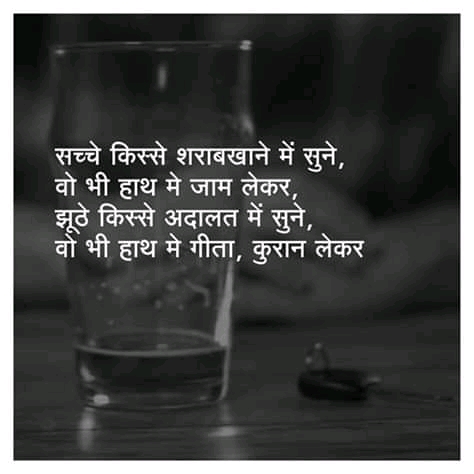 सच्चे किस्से शराबखाने में सुने,
वो भी हाथ मे जाम लेकर,
झूठे किस्से अदालत में सुने,
वो भी हाथ मे गीता, कुरान लेकर